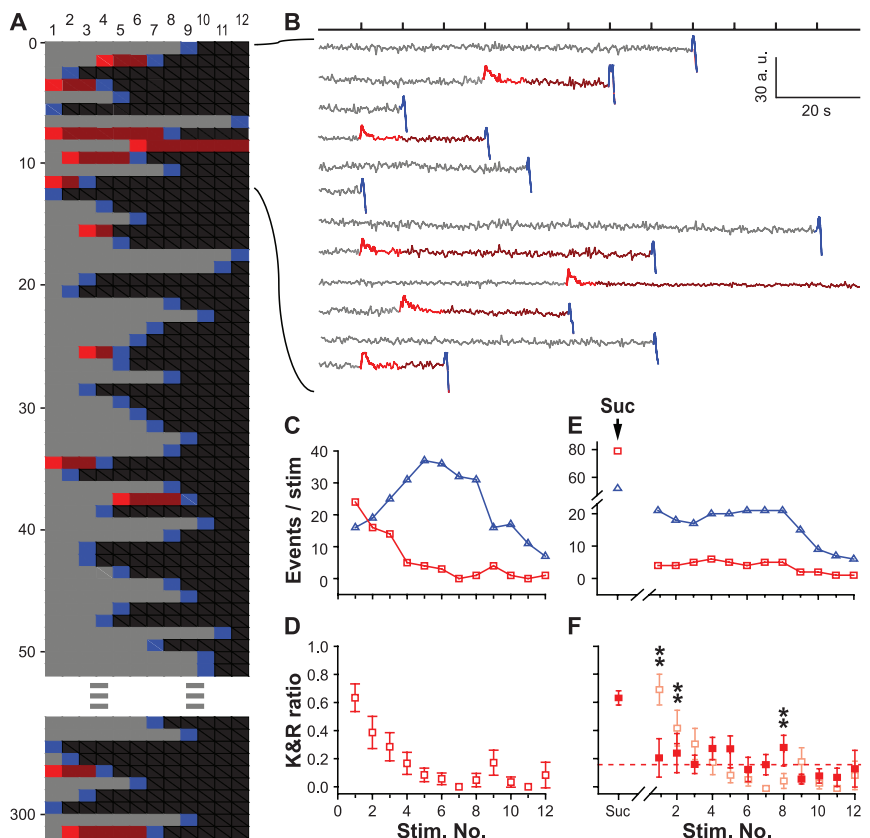 A
1 2 3 4 5 6 7 8 9 10 11 12
0
10
20
30
40
50
300
B
30 a. u.
20 s
C
Events / stim
40
30
20
10
0
D
K&R ratio
1.0
0.8
0.6
0.4
0.2
0.0
0 2 4 6 8 10 12
Stim. No.
E
Suc
80
60
20
10
0
F
**
**
**
Suc 2 4 6 8 10 12
Stim. No.